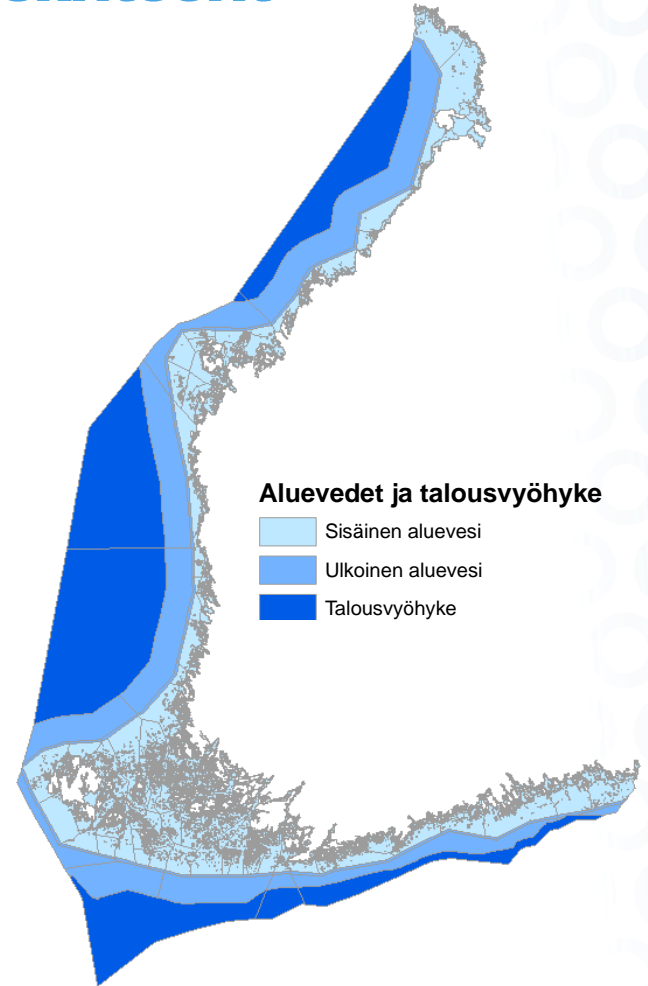 Aluevedet ja talousvyöhyke
Sisäinen aluevesi
Ulkoinen aluevesi
Talousvyöhyke